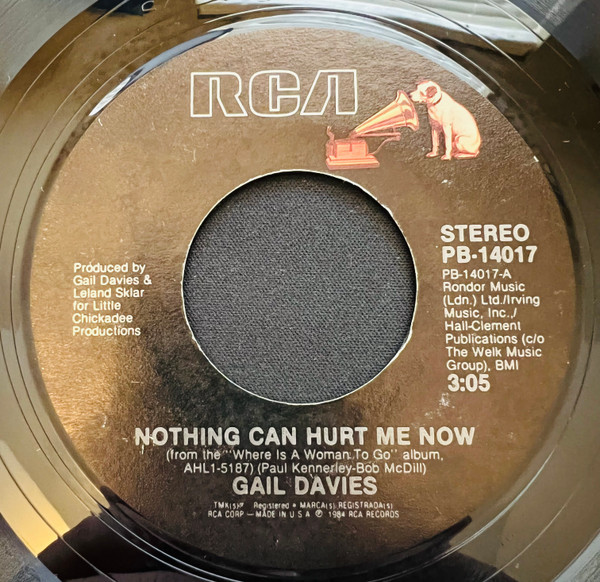 RCA
STEREO
PB-14017
PB-14017-A
Rondor Music
(Ldn.) Ltd./Irving
Music, Inc.,/
Hall-Clement
Publications (c/o
The Welk Music
Group), BMI
3:05
Produced by
Gail Davies &
Leland Sklar
for Little
Chickadee
Productions
NOTHING CAN HURT ME NOW
(from the "Where Is A Woman To Go" album,
AHL1-5187) (Paul Kennerley-Bob McDill)
GAIL DAVIES
TMK(S)® Registered • MARCA(S) REGISTRADA(S)
RCA CORP — MADE IN U S A ℗ 1984 RCA RECORDS